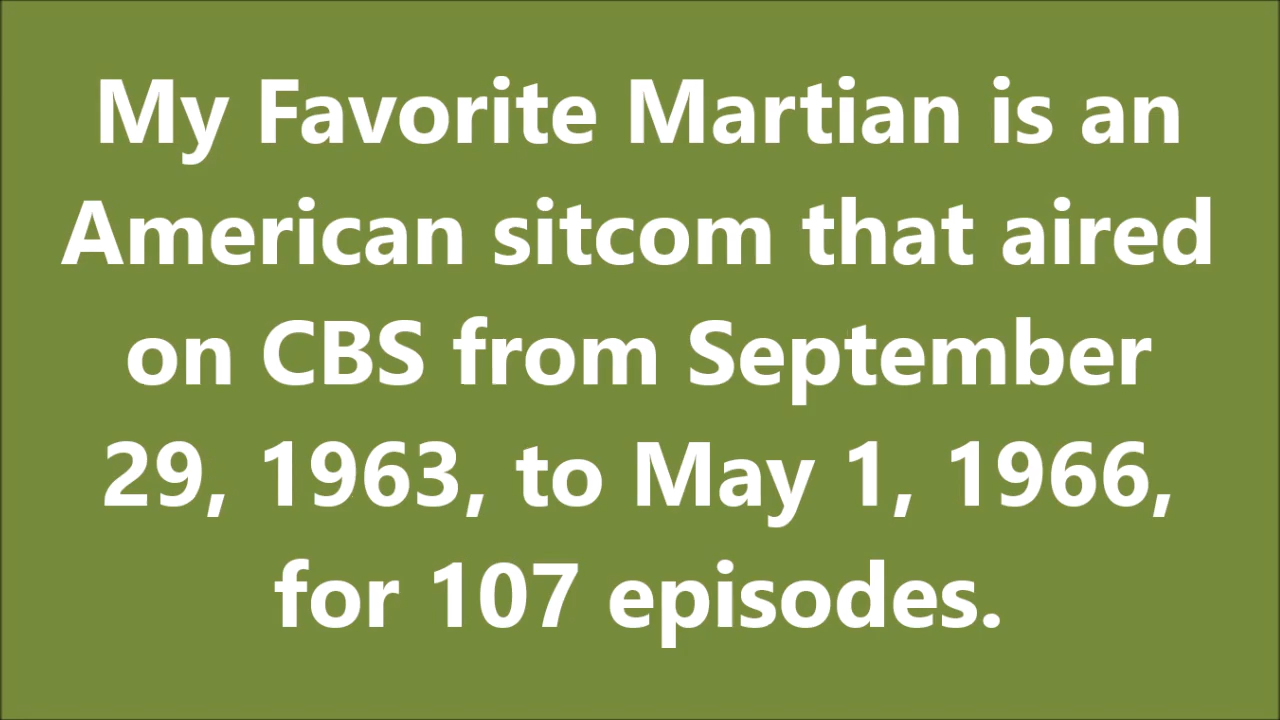 My Favorite Martian is an
American sitcom that aired
on CBS from September
29, 1963, to May 1, 1966,
for 107 episodes.